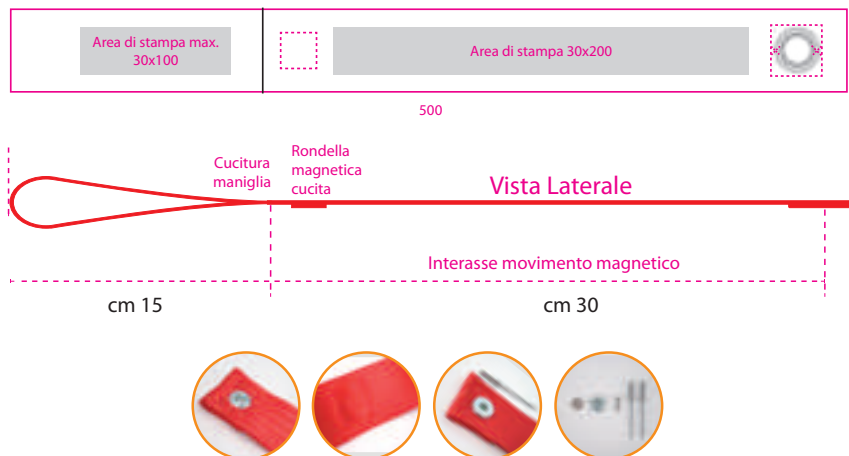 Area di stampa max.
30x100
Area di stampa 30x200
500
Cucitura
maniglia
Rondella
magnetica
cucita
Vista Laterale
Interasse movimento magnetico
cm 15
cm 30